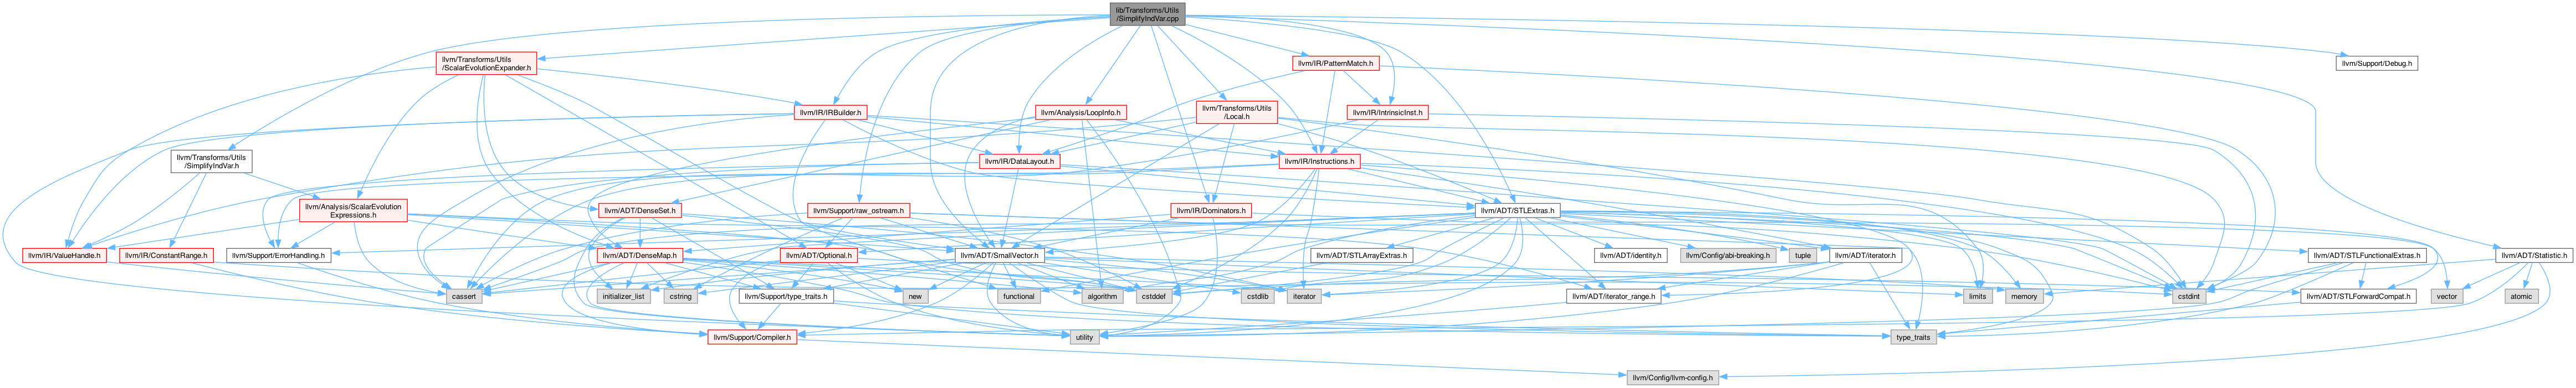 lib/Transforms/Utils
/SimplifyIndVar.cpp
llvm/Transforms/Utils
/ScalarEvolutionExpander.h
llvm/IR/PatternMatch.h
llvm/Support/Debug.h
llvm/IR/IRBuilder.h
llvm/Analysis/LoopInfo.h
llvm/Transforms/Utils
/Local.h
llvm/IR/IntrinsicInst.h
llvm/Transforms/Utils
/SimplifyIndVar.h
llvm/IR/DataLayout.h
llvm/IR/Instructions.h
llvm/Analysis/ScalarEvolution
Expressions.h
llvm/ADT/DenseSet.h
llvm/Support/raw_ostream.h
llvm/IR/Dominators.h
llvm/ADT/STLExtras.h
llvm/IR/ValueHandle.h
llvm/IR/ConstantRange.h
llvm/Support/ErrorHandling.h
llvm/ADT/DenseMap.h
llvm/ADT/Optional.h
llvm/ADT/SmallVector.h
llvm/ADT/STLArrayExtras.h
llvm/ADT/identity.h
llvm/Config/abi-breaking.h
tuple
llvm/ADT/iterator.h
llvm/ADT/STLFunctionalExtras.h
llvm/ADT/Statistic.h
cassert
initializer_list
cstring
llvm/Support/type_traits.h
new
functional
algorithm
cstddef
cstdlib
iterator
llvm/ADT/iterator_range.h
limits
memory
cstdint
llvm/ADT/STLForwardCompat.h
vector
atomic
llvm/Support/Compiler.h
utility
type_traits
llvm/Config/llvm-config.h